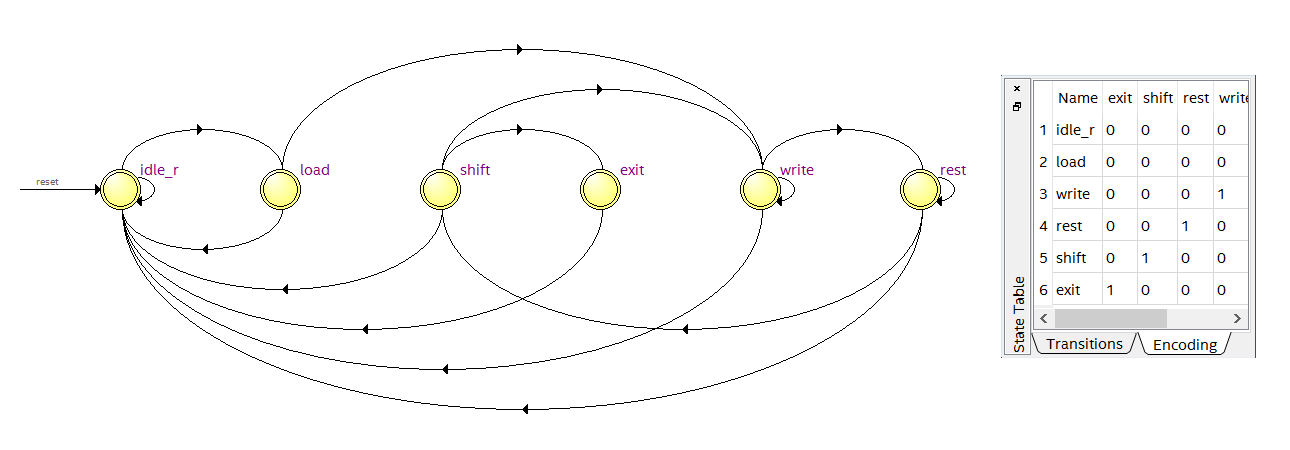 reset
idle_r
load
shift
exit
write
rest
State Table
Name exit shift rest write
1 idle_r 0 0 0 0
2 load 0 0 0 0
3 write 0 0 0 1
4 rest 0 0 1 0
5 shift 0 1 0 0
6 exit 1 0 0 0
Transitions Encoding